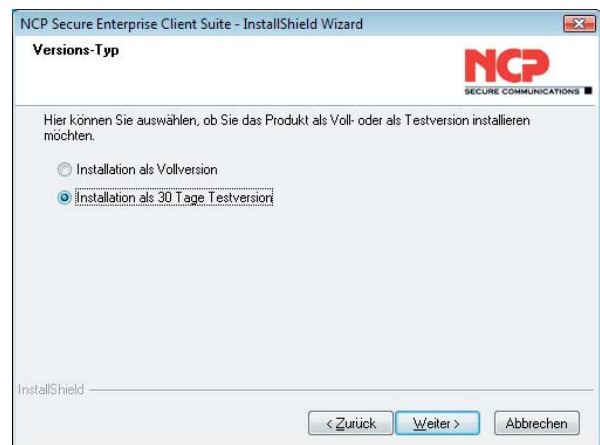 NCP Secure Enterprise Client Suite - InstallShield Wizard
Versions-Typ
NCP
SECURE COMMUNICATIONS
Hier können Sie auswählen, ob Sie das Produkt als Voll- oder als Testversion installieren
möchten.
Installation als Vollversion
Installation als 30 Tage Testversion
InstallShield
< Zurück
Weiter >
Abbrechen